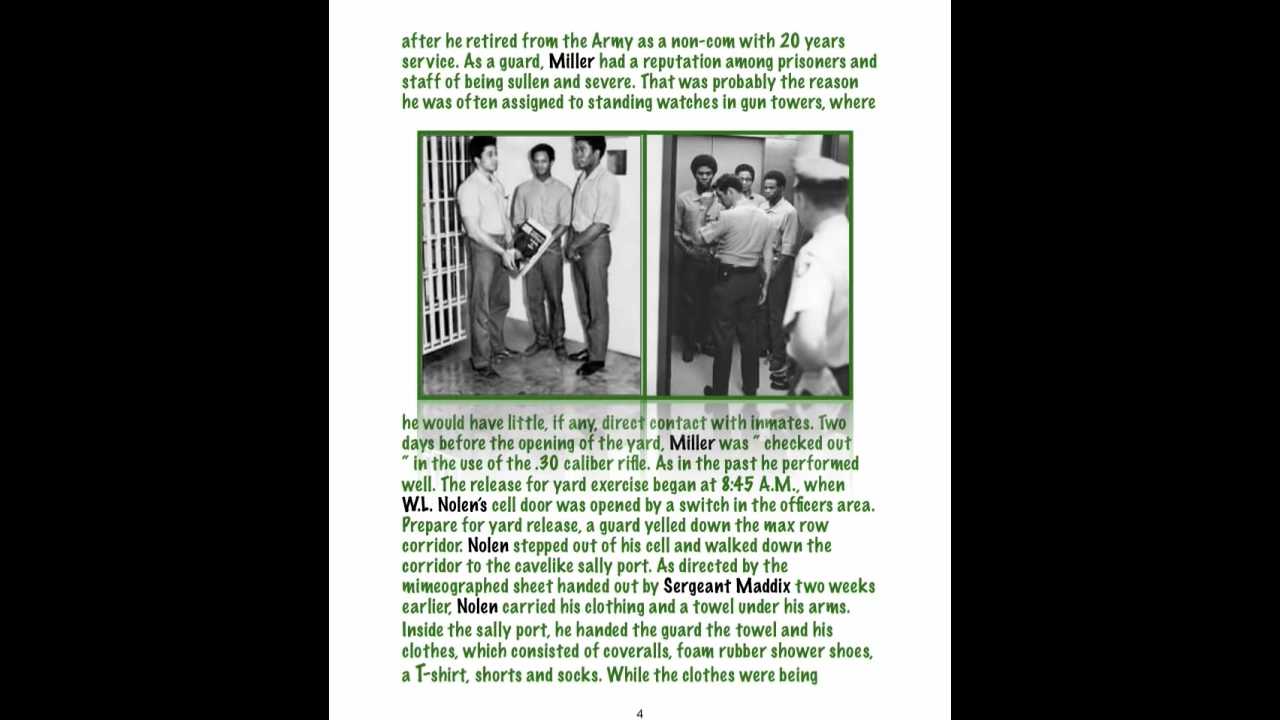 after he retired from the Army as a non-com with 20 years
service. As a guard, Miller had a reputation among prisoners and
staff of being sullen and severe. That was probably the reason
he was often assigned to standing watches in gun towers, where
he would have little, if any, direct contact with inmates. Two
days before the opening of the yard, Miller was " checked out
" in the use of the .30 caliber rifle. As in the past he performed
well. The release for yard exercise began at 8:45 A.M., when
W.L. Nolen's cell door was opened by a switch in the officers area.
Prepare for yard release, a guard yelled down the max row
corridor. Nolen stepped out of his cell and walked down the
corridor to the cavelike sally port. As directed by the
mimeographed sheet handed out by Sergeant Maddix two weeks
earlier, Nolen carried his clothing and a towel under his arms.
Inside the sally port, he handed the guard the towel and his
clothes, which consisted of coveralls, foam rubber shower shoes,
a T-shirt, shorts and socks. While the clothes were being
4